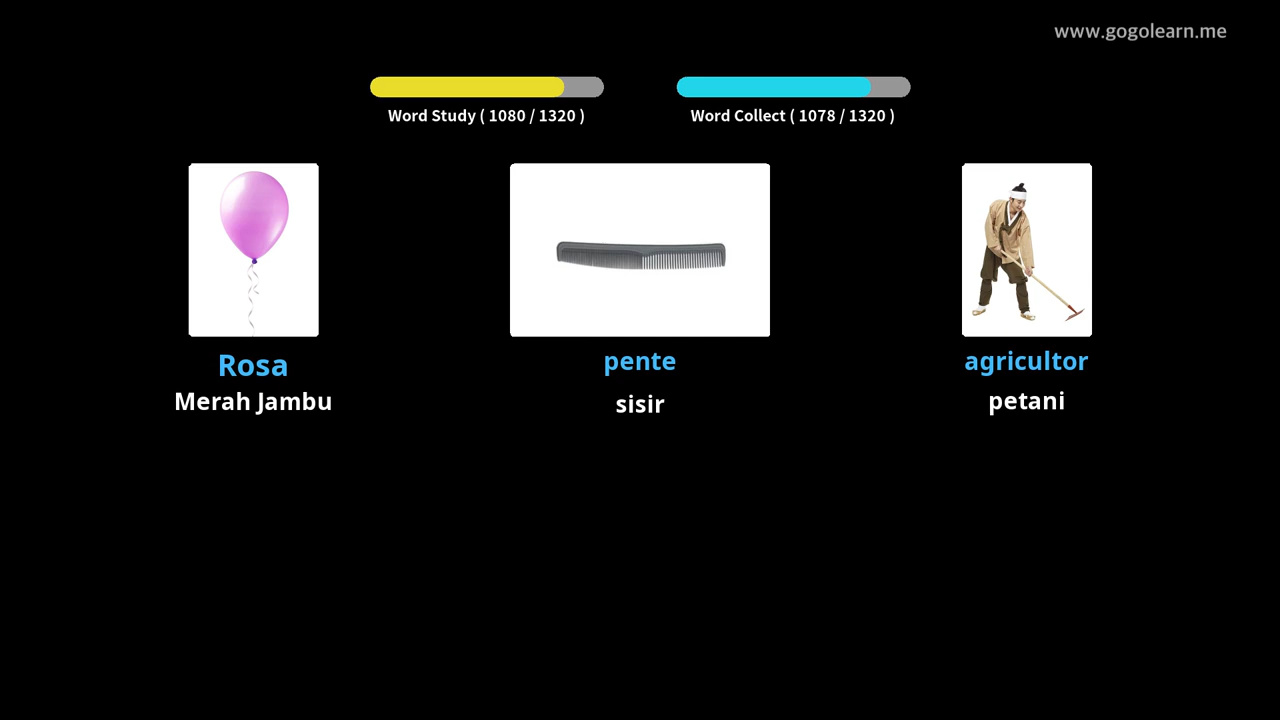 www.gogolearn.me
Word Study ( 1080 / 1320 )
Word Collect ( 1078 / 1320 )
Rosa
Merah Jambu
pente
sisir
agricultor
petani